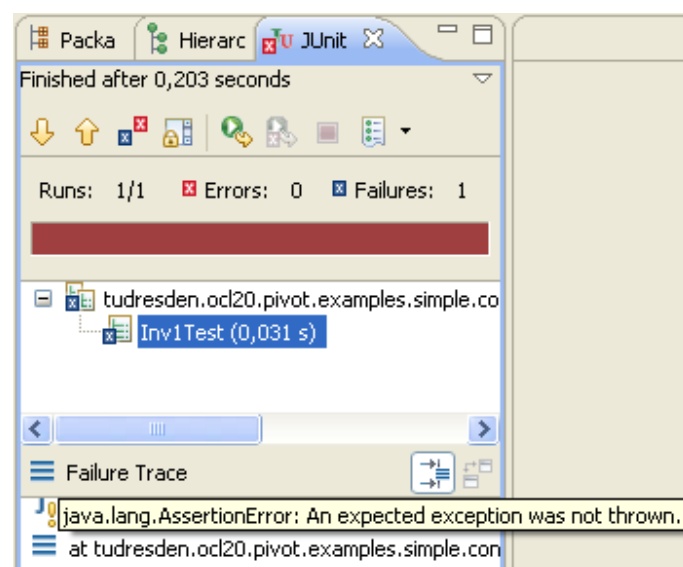 Packa Hierarc JU JUnit
Finished after 0,203 seconds
Runs: 1/1 Errors: 0 Failures: 1
tudresden.ocl20.pivot.examples.simple.co
Inv1Test (0,031 s)
Failure Trace
java.lang.AssertionError: An expected exception was not thrown.
at tudresden.ocl20.pivot.examples.simple.con